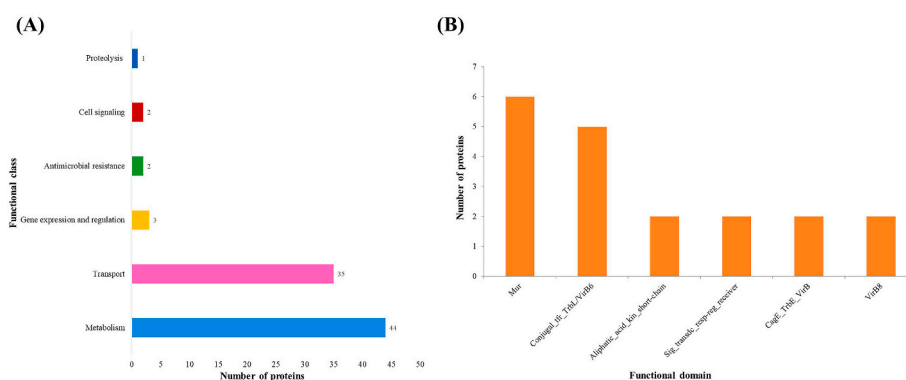 (A)
Functional class
Proteolysis
1
Cell signaling
2
Antimicrobial resistance
2
Gene expression and regulation
3
Transport
35
Metabolism
44
0 5 10 15 20 25 30 35 40 45 50
Number of proteins
(B)
Number of proteins
7
6
5
4
3
2
1
0
Mur
Conjugal_tfr_TrbL/VirB6
Aliphatic_acid_kin_short-chain
Sig_transdc_resp-reg_receiver
CagE_TrbE_VirB
VirB8
Functional domain